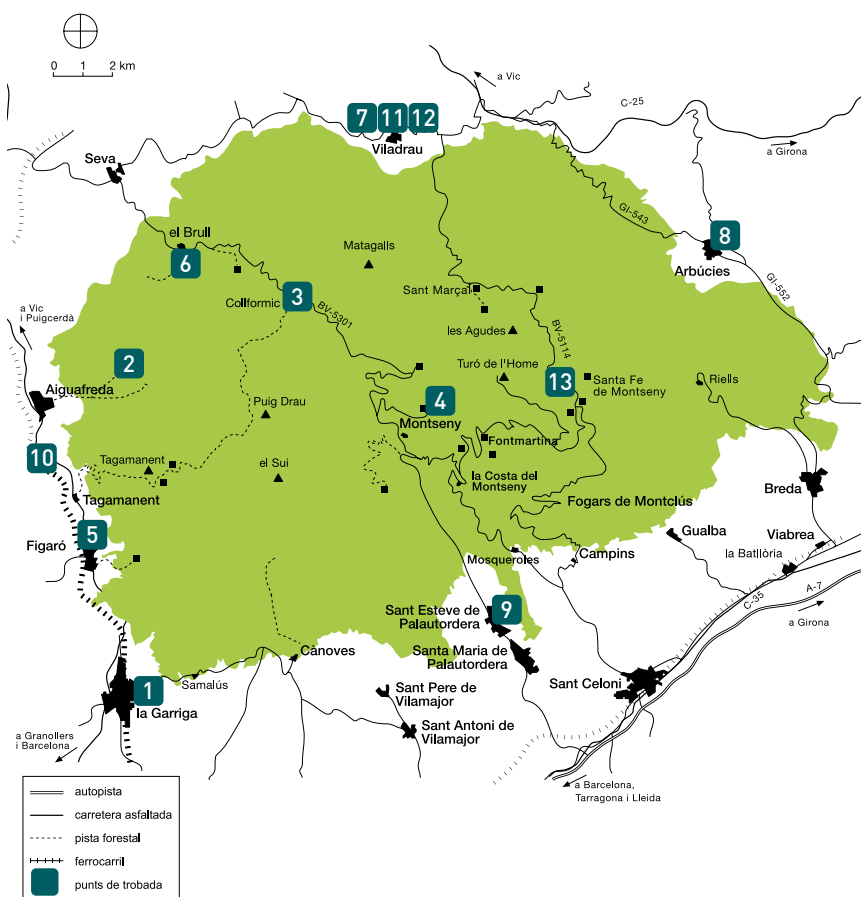 0 1 2 km
a Vic
C-25
a Girona
7 11 12
Viladrau
Seva
GI-543
el Brull
6
Matagalls
8
Arbúcies
Collformic
3
Sant Marçal
GI-552
BV-5301
a Vic
i Puigcerdà
les Agudes
BV-5114
2
Turó de l'Home
13
Santa Fe
de Montseny
Riells
Aiguafreda
4
Puig Drau
Montseny
Fontmartina
10
Tagamanent
el Sui
la Costa del
Montseny
Breda
Tagamanent
Fogars de Montclús
5
Figaró
Gualba
Viabrea
la Batllòria
Mosqueroles
Campins
A-7
C-35
a Girona
Sant Esteve de
Palautordera
9
Cànoves
Santa Maria de
Palautordera
Samalús
Sant Celoni
1
la Garriga
Sant Pere de
Vilamajor
Sant Antoni de
Vilamajor
a Granollers
i Barcelona
a Barcelona,
Tarragona i Lleida
autopista
carretera asfaltada
pista forestal
ferrocarril
punts de trobada